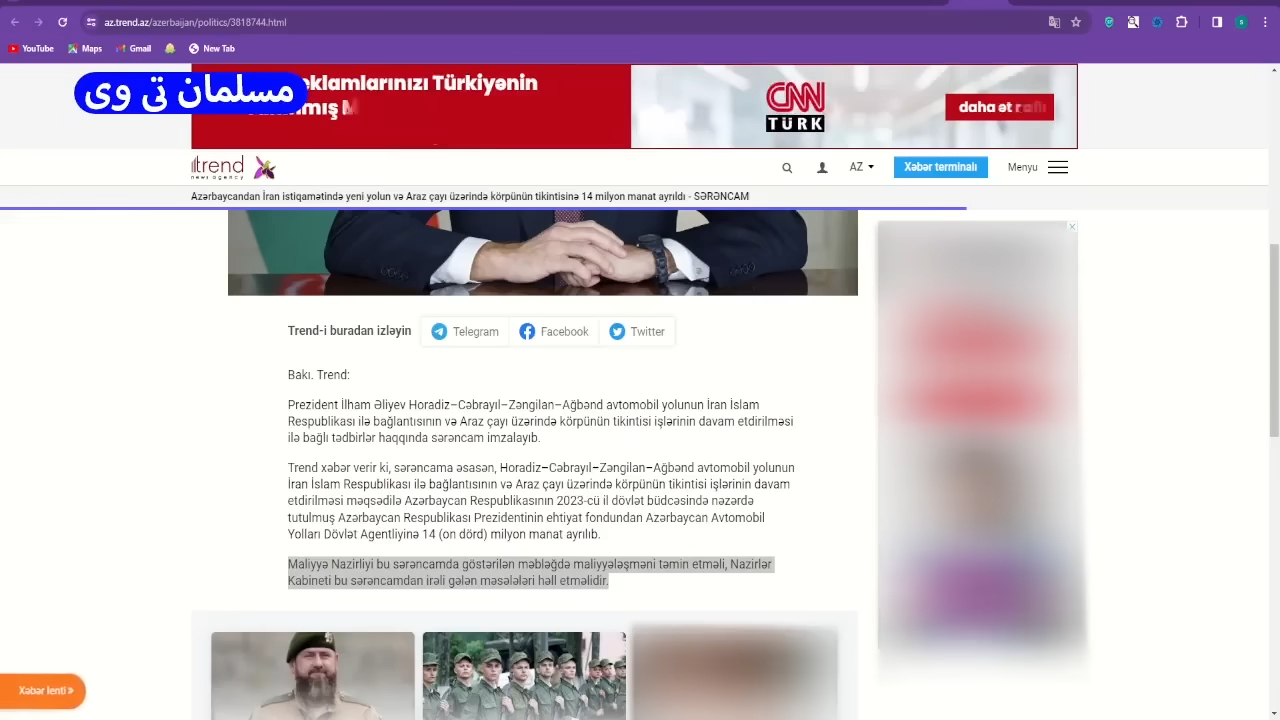 az.trend.az/azerbaijan/politics/3818744.html
YouTube
Maps
Gmail
New Tab
مسلمان تی وی
eklamlarınızı Türkiyənin
CNN
TÜRK
daha ət
trend
news agency
AZ
Xəbər terminalı
Menyu
Azərbaycandan İran istiqamətində yeni yolun və Araz çayı üzərində körpünün tikintisinə 14 milyon manat ayrıldı - SƏRƏNCAM
Trend-i buradan izləyin
Telegram
Facebook
Twitter
Bakı. Trend:
Prezident İlham Əliyev Horadiz–Cəbrayıl–Zəngilan–Ağbənd avtomobil yolunun İran İslam
Respublikası ilə bağlantısının və Araz çayı üzərində körpünün tikintisi işlərinin davam etdirilməsi
ilə bağlı tədbirlər haqqında sərəncam imzalayıb.
Trend xəbər verir ki, sərəncama əsasən, Horadiz–Cəbrayıl–Zəngilan–Ağbənd avtomobil yolunun
İran İslam Respublikası ilə bağlantısının və Araz çayı üzərində körpünün tikintisi işlərinin davam
etdirilməsi məqsədilə Azərbaycan Respublikasının 2023-cü il dövlət büdcəsində nəzərdə
tutulmuş Azərbaycan Respublikası Prezidentinin ehtiyat fondundan Azərbaycan Avtomobil
Yolları Dövlət Agentliyinə 14 (on dörd) milyon manat ayrılıb.
Maliyyə Nazirliyi bu sərəncamda göstərilən məbləğdə maliyyələşməni təmin etməli, Nazirlər
Kabineti bu sərəncamdan irəli gələn məsələləri həll etməlidir.
Xəbər lenti »